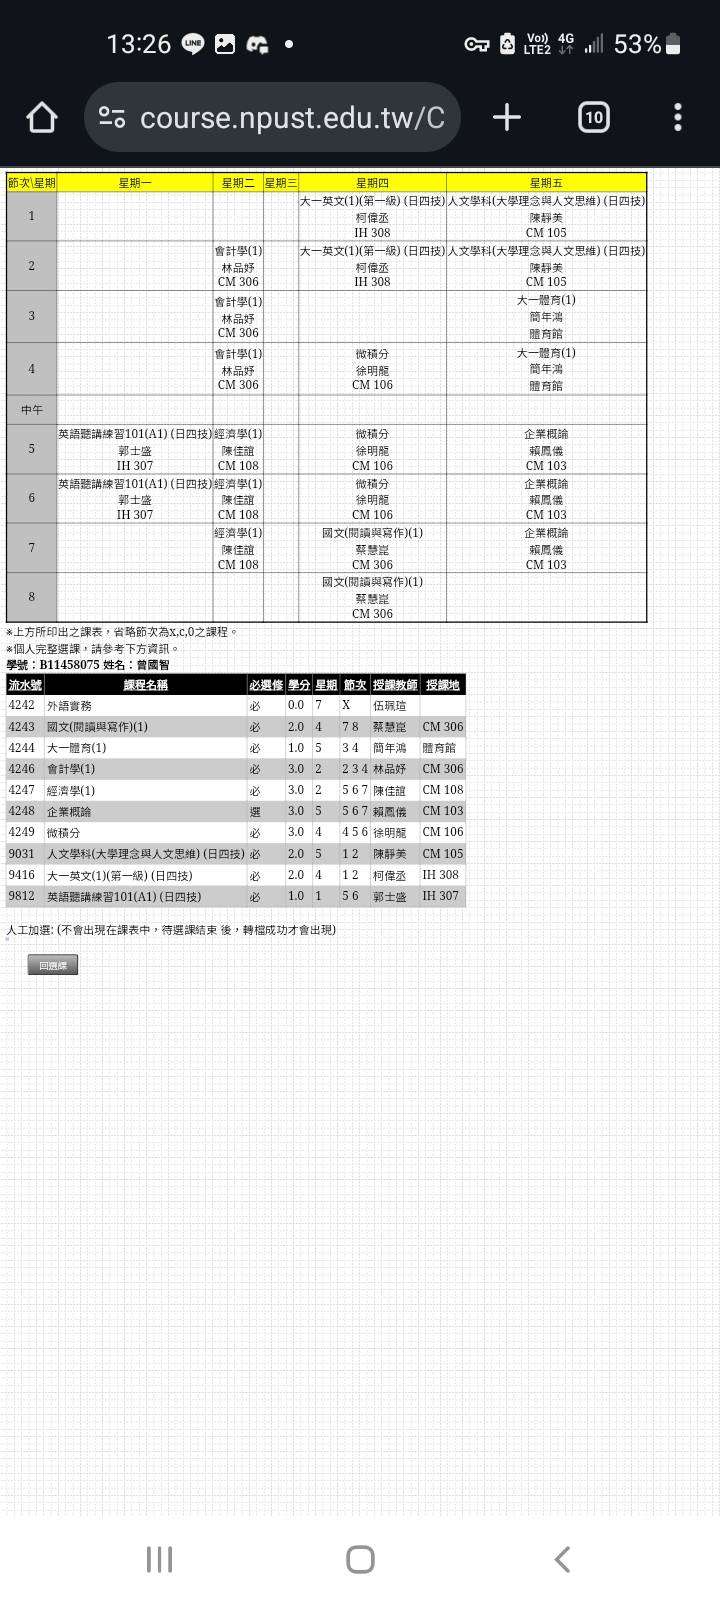 13:26 LINE Vo) LTE2 4G 53%
course.npust.edu.tw/C 10
節次\星期 星期一 星期二 星期三 星期四 星期五
1 大一英文(1)(第一級) (日四技) 人文學科(大學理念與人文思維) (日四技)
柯偉丞 陳靜美
IH 308 CM 105
2 會計學(1) 大一英文(1)(第一級) (日四技) 人文學科(大學理念與人文思維) (日四技)
林品妤 柯偉丞 陳靜美
CM 306 IH 308 CM 105
3 會計學(1) 大一體育(1)
林品妤 簡年鴻
CM 306 體育館
4 會計學(1) 微積分 大一體育(1)
林品妤 徐明龍 簡年鴻
CM 306 CM 106 體育館
中午
5 英語聽講練習101(A1) (日四技) 經濟學(1) 微積分 企業概論
郭士盛 陳佳誼 徐明龍 賴鳳儀
IH 307 CM 108 CM 106 CM 103
6 英語聽講練習101(A1) (日四技) 經濟學(1) 微積分 企業概論
郭士盛 陳佳誼 徐明龍 賴鳳儀
IH 307 CM 108 CM 106 CM 103
7 經濟學(1) 國文(閱讀與寫作)(1) 企業概論
陳佳誼 蔡慧崑 賴鳳儀
CM 108 CM 306 CM 103
8 國文(閱讀與寫作)(1)
蔡慧崑
CM 306
※上方所印出之課表，省略節次為x,c,0之課程。
※個人完整選課，請參考下方資訊。
學號：B11458075 姓名：曾國智
流水號 課程名稱 必選修 學分 星期 節次 授課教師 授課地
4242 外語實務 必 0.0 7 X 伍珮瑄
4243 國文(閱讀與寫作)(1) 必 2.0 4 7 8 蔡慧崑 CM 306
4244 大一體育(1) 必 1.0 5 3 4 簡年鴻 體育館
4246 會計學(1) 必 3.0 2 2 3 4 林品妤 CM 306
4247 經濟學(1) 必 3.0 2 5 6 7 陳佳誼 CM 108
4248 企業概論 選 3.0 5 5 6 7 賴鳳儀 CM 103
4249 微積分 必 3.0 4 4 5 6 徐明龍 CM 106
9031 人文學科(大學理念與人文思維) (日四技) 必 2.0 5 1 2 陳靜美 CM 105
9416 大一英文(1)(第一級) (日四技) 必 2.0 4 1 2 柯偉丞 IH 308
9812 英語聽講練習101(A1) (日四技) 必 1.0 1 5 6 郭士盛 IH 307
人工加選: (不會出現在課表中，待選課結束 後，轉檔成功才會出現)
回選課